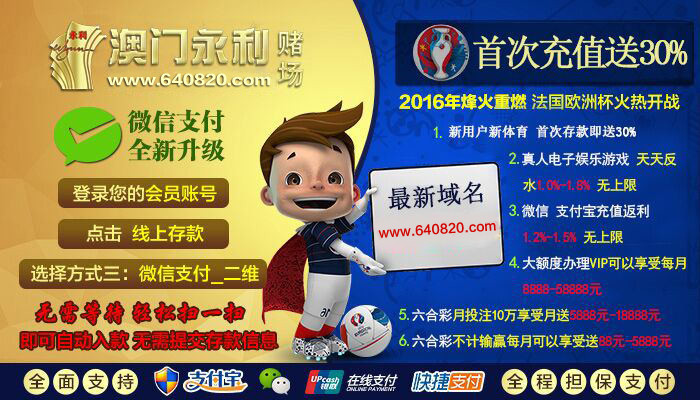 永利
Wynn
澳门永利
赌场
www.640820.com
微信支付
全新升级
登录您的会员账号
点击 线上存款
选择方式三：微信支付_二维
无需等待 轻松扫一扫
即可自动入款 无需提交存款信息
最新域名
www.640820.com
首次充值送30%
2016年烽火重燃 法国欧洲杯火热开战
1. 新用户新体育 首次存款即送30%
2.真人电子娱乐游戏 天天反
水1.0%-1.8% 无上限
3.微信 支付宝充值返利
1.2%-1.5% 无上限
4.大额度办理VIP可以享受每月
8888-58888元
5.六合彩月投注10万享受月送5888元-18888元
6.六合彩不计输赢每月可以享受送88元-5888元
全面支持
支付宝
UPcash
银联
在线支付
ONLINE PAYMENT
快捷支付
全程担保支付